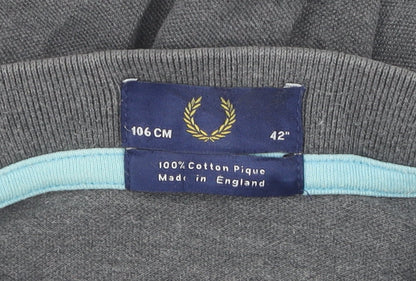 106 CM 42"
100% Cotton Pique
Made in England